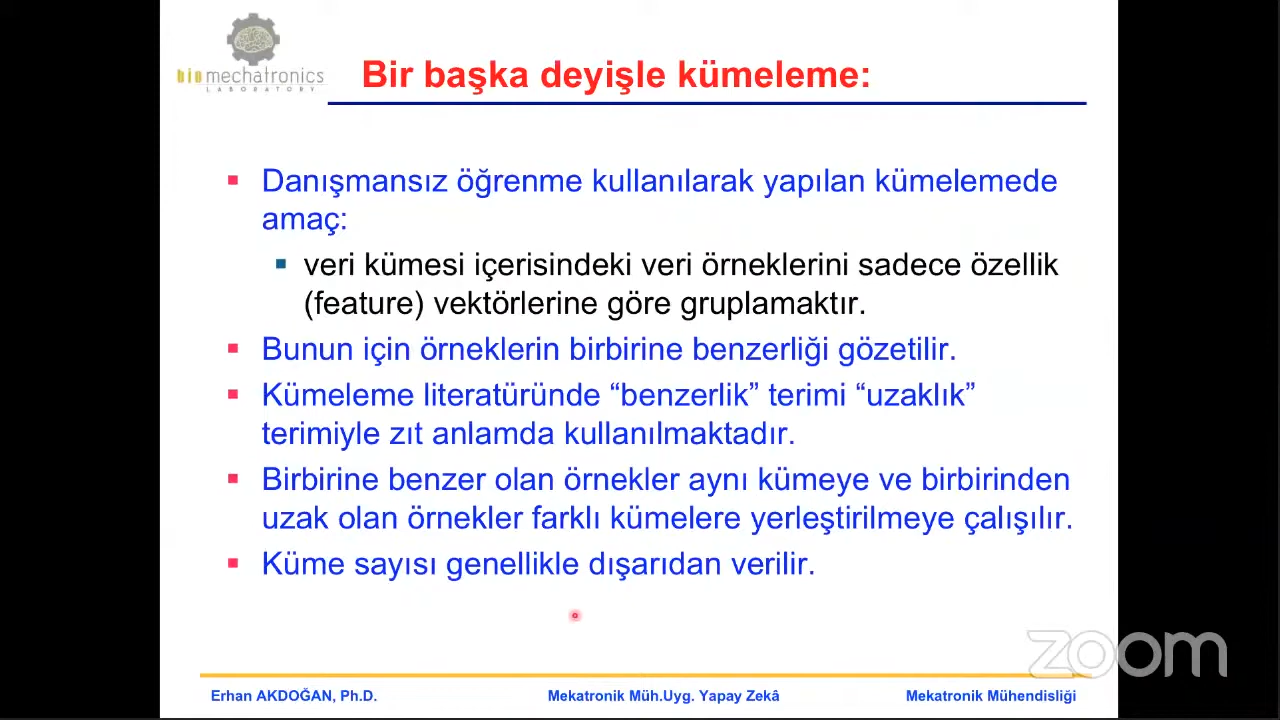 biomechatronics
LABORATORY
Bir başka deyişle kümeleme:
Danışmansız öğrenme kullanılarak yapılan kümelemede
amaç:
veri kümesi içerisindeki veri örneklerini sadece özellik
(feature) vektörlerine göre gruplamaktır.
Bunun için örneklerin birbirine benzerliği gözetilir.
Kümeleme literatüründe “benzerlik” terimi “uzaklık”
terimiyle zıt anlamda kullanılmaktadır.
Birbirine benzer olan örnekler aynı kümeye ve birbirinden
uzak olan örnekler farklı kümelere yerleştirilmeye çalışılır.
Küme sayısı genellikle dışarıdan verilir.
zoom
Erhan AKDOĞAN, Ph.D. Mekatronik Müh.Uyg. Yapay Zekâ Mekatronik Mühendisliği